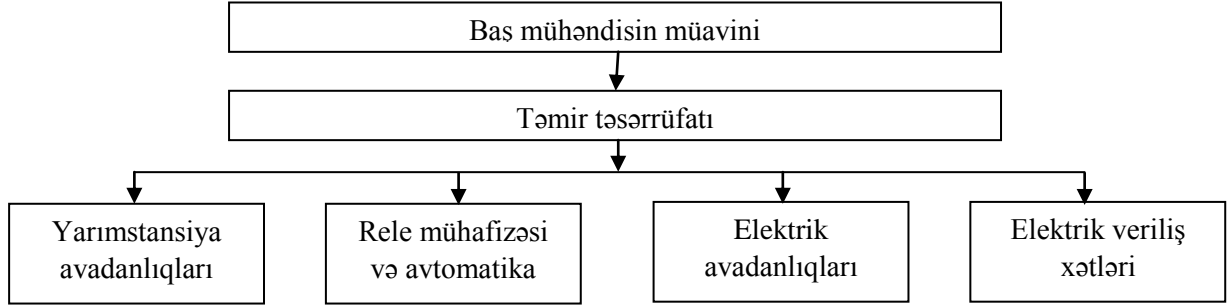 Baş mühəndisin müavini
Təmir təsərrüfatı
Yarımstansiya
avadanlıqları
Rele mühafizəsi
və avtomatika
Elektrik
avadanlıqları
Elektrik veriliş
xətləri